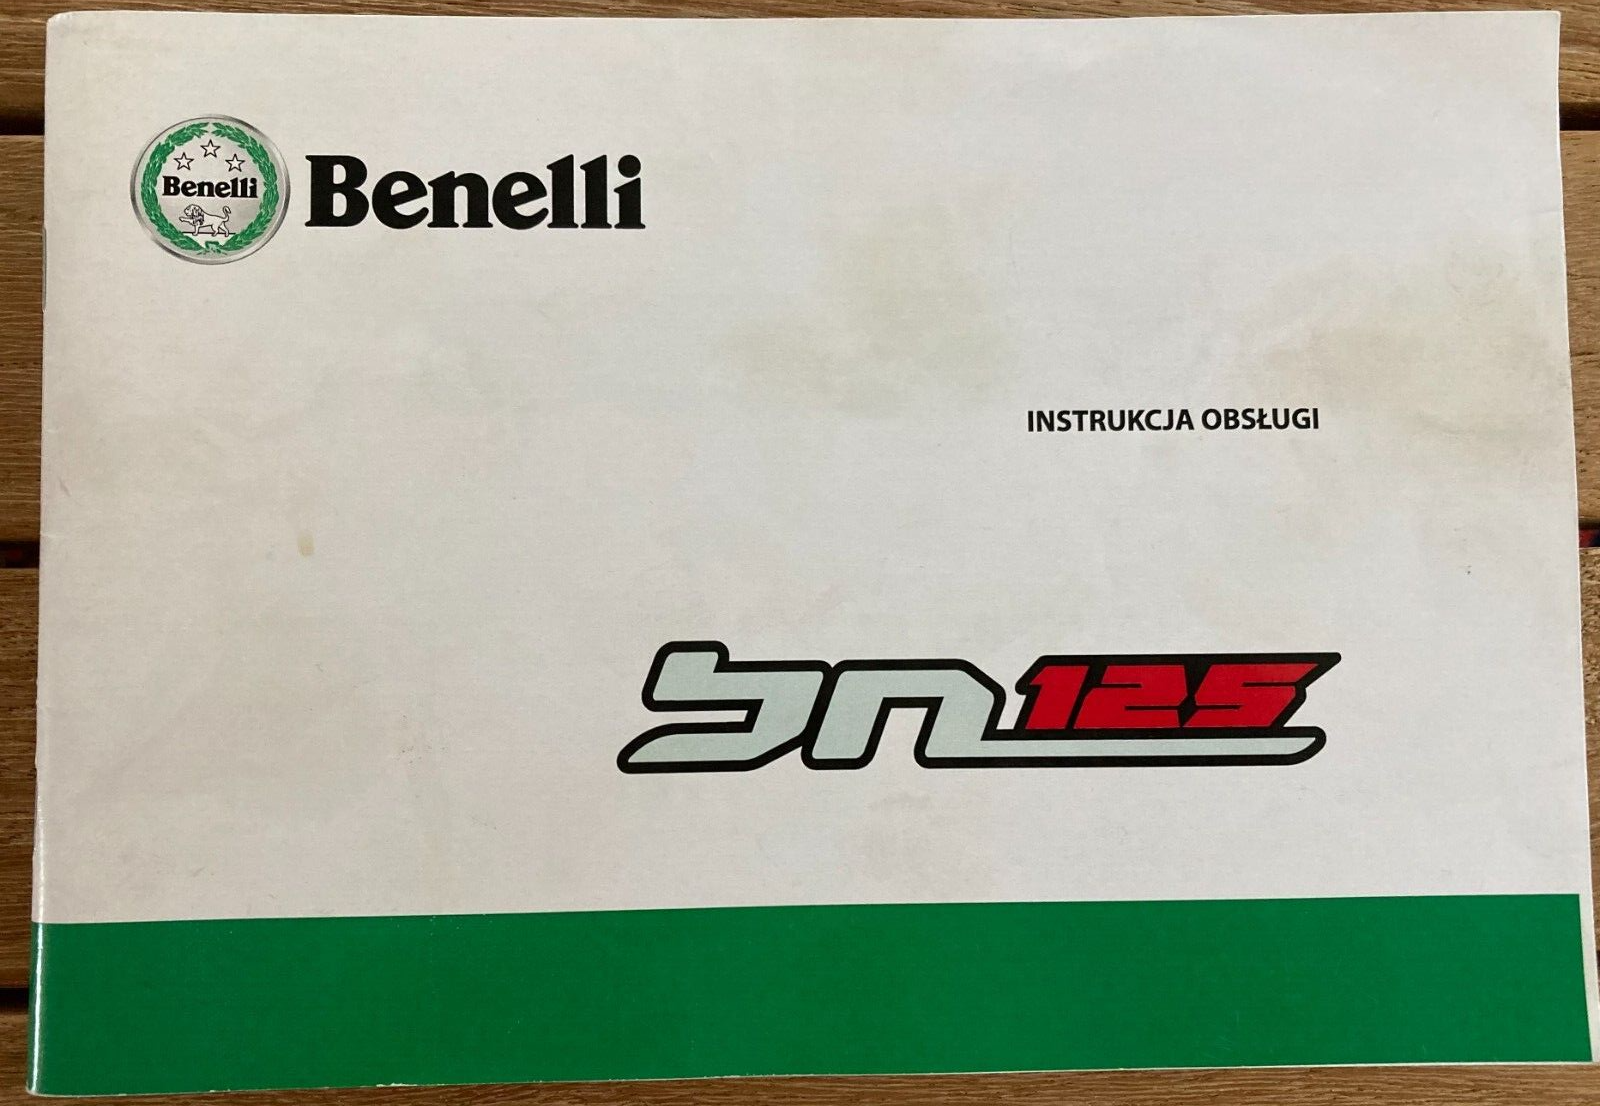 Benelli
Benelli
INSTRUKCJA OBSŁUGI
bn125